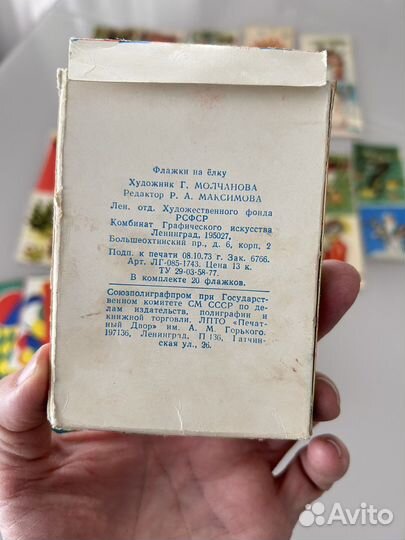 Флажки на ёлку
Художник Г. МОЛЧАНОВА
Редактор Р. А. МАКСИМОВА
Лен. отд. Художественного фонда
РСФСР
Комбинат Графического искусства
Ленинград, 195027,
Большеохтинский пр., д. 6, корп. 2
Подп. к печати 08.10.73 г. Зак. 6766.
Арт. ЛГ-085-1743. Цена 13 к.
ТУ 29-03-58-77.
В комплекте 20 флажков.
Союзполиграфпром при Государст-
венном комитете СМ СССР по де-
лам издательств, полиграфии и
книжной торговли. ЛПТО «Печат-
ный Двор» им. А. М. Горького.
197136, Ленинград, П-136, Гатчин-
ская ул., 26.
Avito